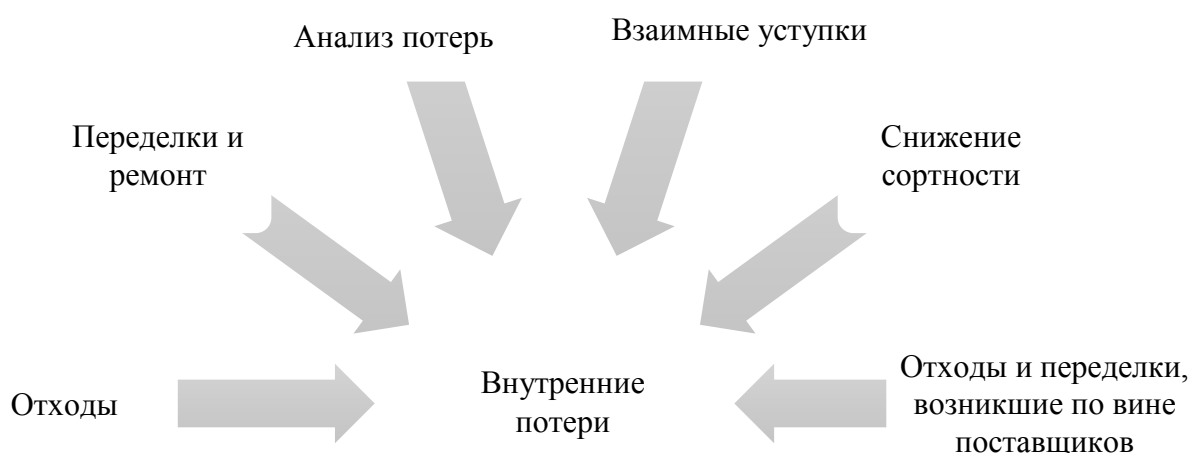 Анализ потерь
Взаимные уступки
Переделки и
ремонт
Снижение
сортности
Отходы
Внутренние
потери
Отходы и переделки,
возникшие по вине
поставщиков